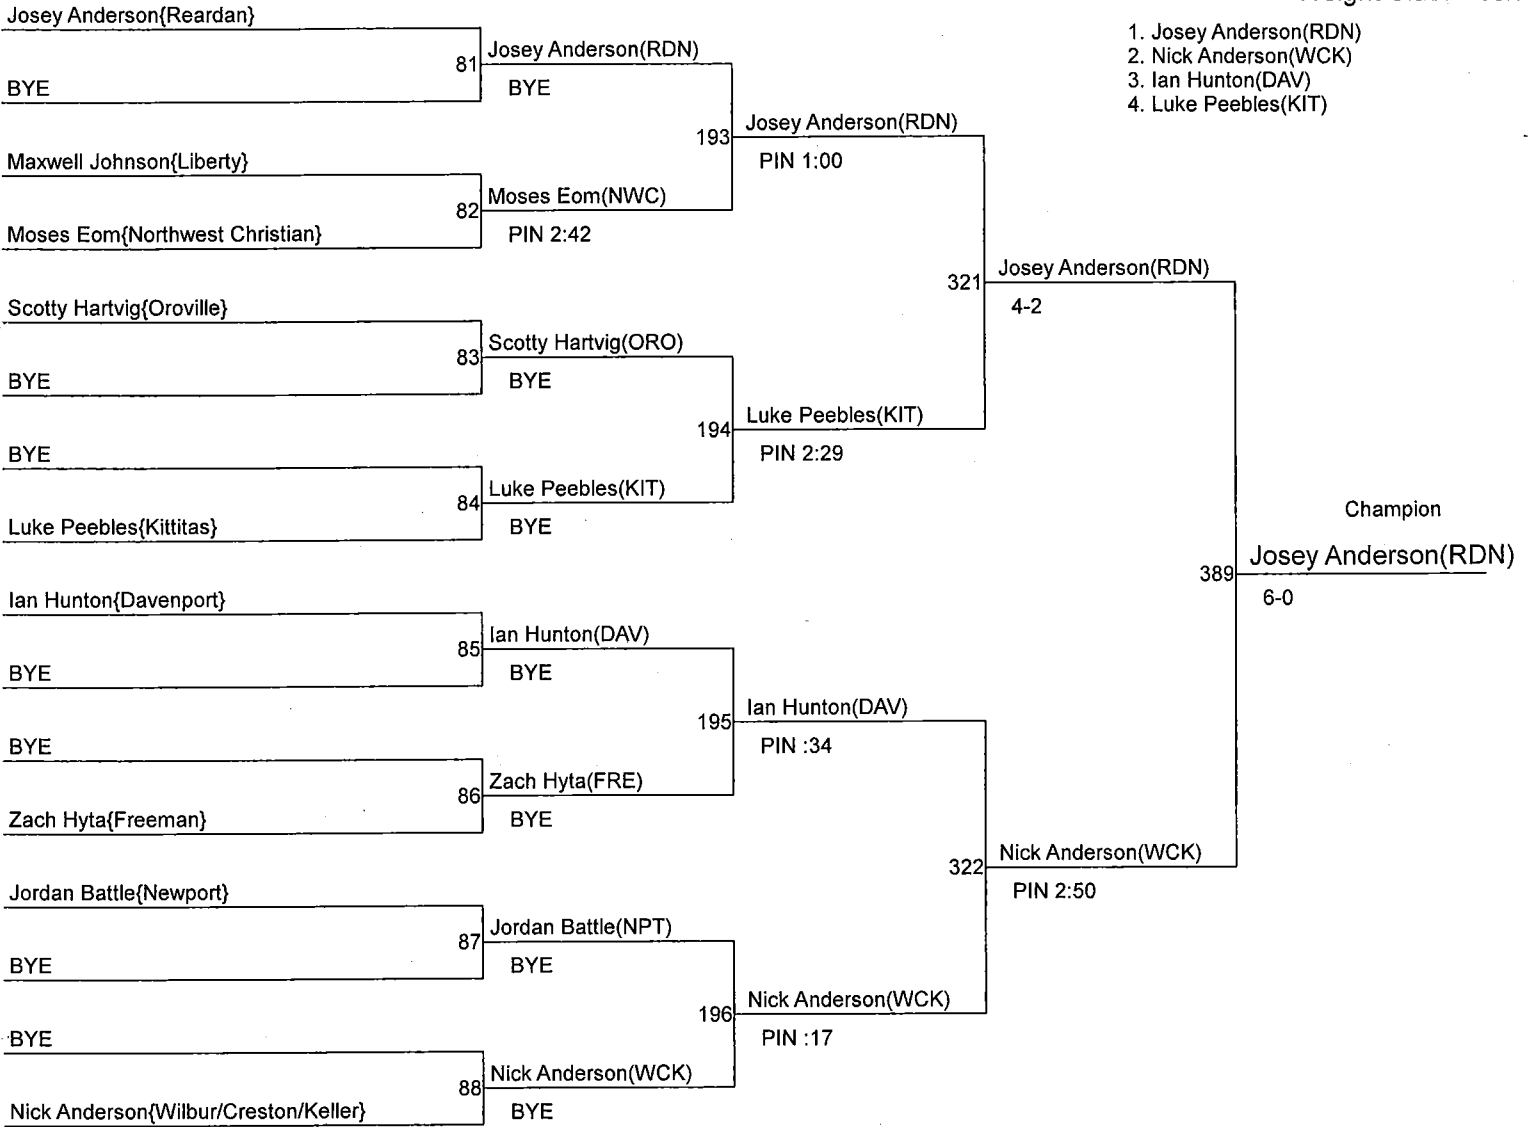 Josey Anderson{Reardan}
BYE
81
Josey Anderson(RDN)
BYE
Maxwell Johnson{Liberty}
Moses Eom{Northwest Christian}
82
Moses Eom(NWC)
PIN 2:42
193
Josey Anderson(RDN)
PIN 1:00
Scotty Hartvig{Oroville}
BYE
83
Scotty Hartvig(ORO)
BYE
BYE
Luke Peebles{Kittitas}
84
Luke Peebles(KIT)
BYE
194
Luke Peebles(KIT)
PIN 2:29
321
Josey Anderson(RDN)
4-2
Ian Hunton{Davenport}
BYE
85
Ian Hunton(DAV)
BYE
BYE
Zach Hyta{Freeman}
86
Zach Hyta(FRE)
BYE
195
Ian Hunton(DAV)
PIN :34
Jordan Battle{Newport}
BYE
87
Jordan Battle(NPT)
BYE
BYE
Nick Anderson{Wilbur/Creston/Keller}
88
Nick Anderson(WCK)
BYE
196
Nick Anderson(WCK)
PIN :17
322
Nick Anderson(WCK)
PIN 2:50
389
Champion
Josey Anderson(RDN)
6-0
1. Josey Anderson(RDN)
2. Nick Anderson(WCK)
3. Ian Hunton(DAV)
4. Luke Peebles(KIT)